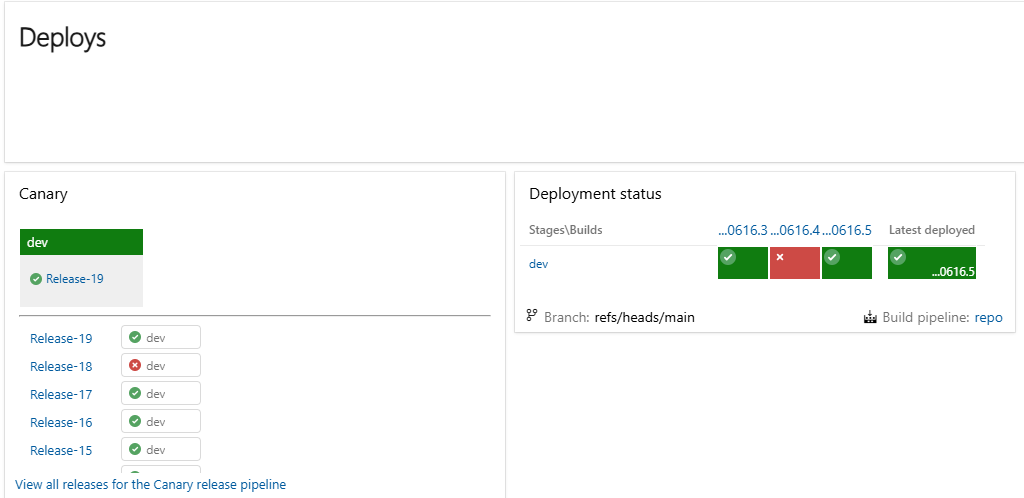 Deploys
Canary
dev
Release-19
Release-19 dev
Release-18 dev
Release-17 dev
Release-16 dev
Release-15 dev
View all releases for the Canary release pipeline
Deployment status
Stages\Builds ...0616.3 ...0616.4 ...0616.5 Latest deployed
dev
...0616.5
Branch: refs/heads/main Build pipeline: repo